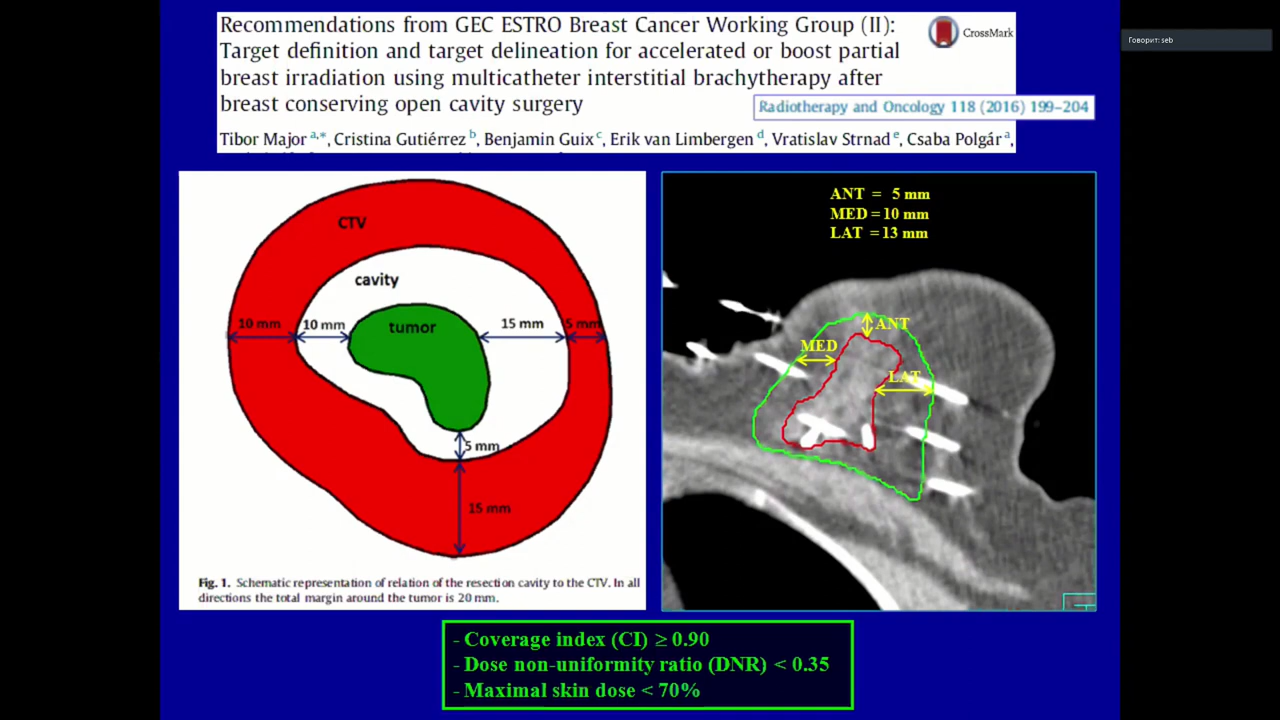 Recommendations from GEC ESTRO Breast Cancer Working Group (II):
Target definition and target delineation for accelerated or boost partial
breast irradiation using multicatheter interstitial brachytherapy after
breast conserving open cavity surgery
CrossMark
Radiotherapy and Oncology 118 (2016) 199–204
Tibor Major a,*, Cristina Gutiérrez b, Benjamin Guix c, Erik van Limbergen d, Vratislav Strnad e, Csaba Polgár a,
Говорит: seb
CTV
cavity
tumor
10 mm
10 mm
15 mm
5 mm
5 mm
15 mm
Fig. 1. Schematic representation of relation of the resection cavity to the CTV. In all
directions the total margin around the tumor is 20 mm.
ANT = 5 mm
MED = 10 mm
LAT = 13 mm
ANT
MED
LAT
- Coverage index (CI) ≥ 0.90
- Dose non-uniformity ratio (DNR) < 0.35
- Maximal skin dose < 70%